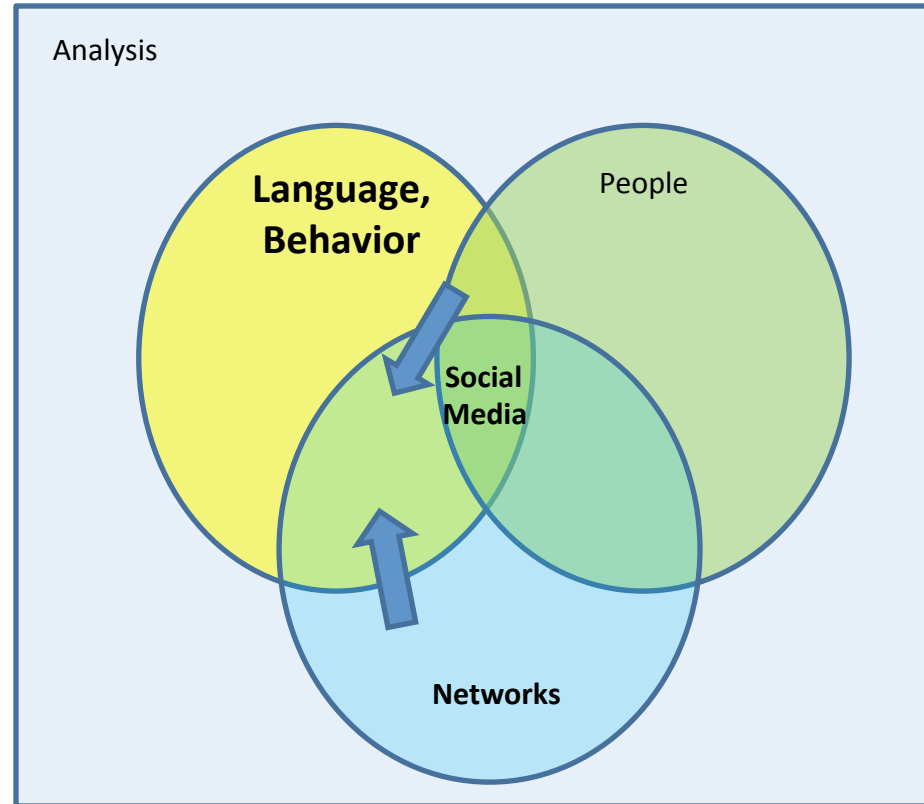 Analysis
Language,
Behavior
People
Social
Media
Networks